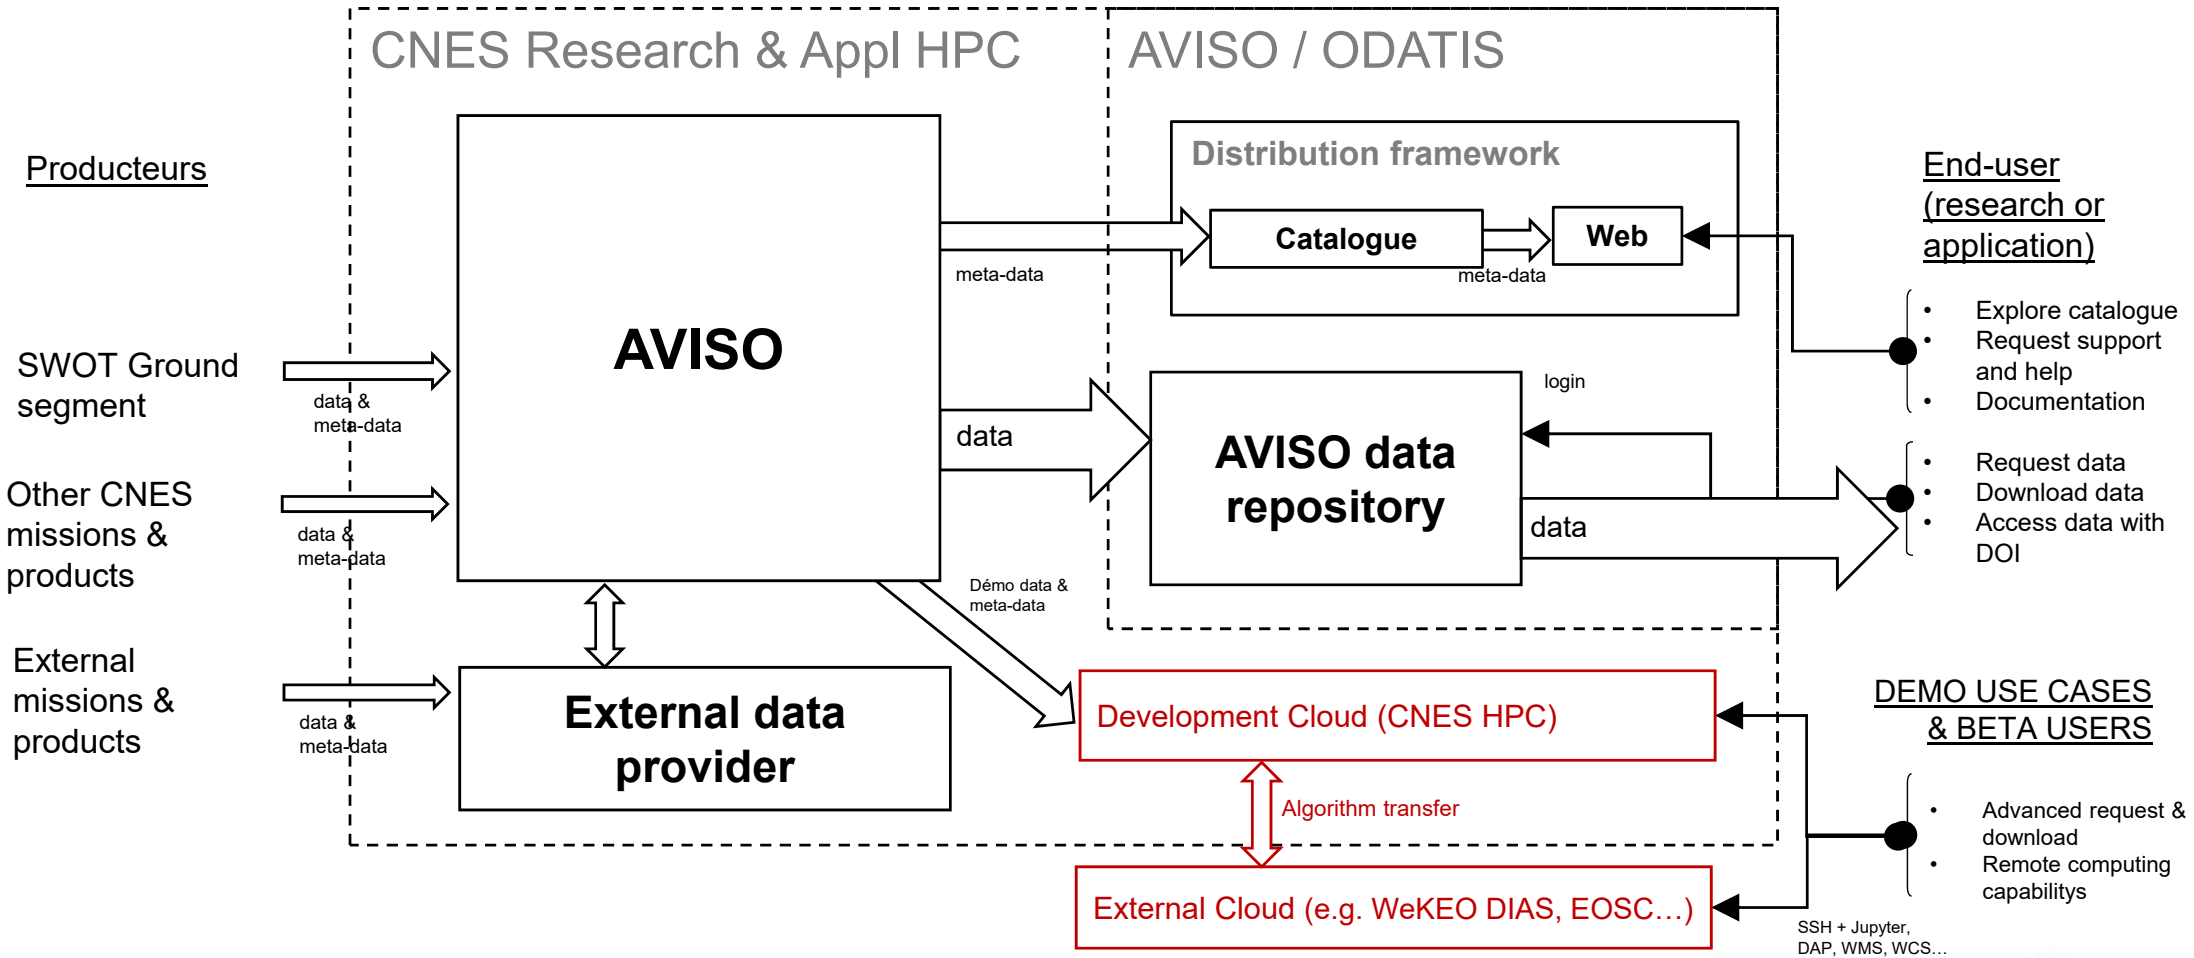 CNES Research & Appl HPC
AVISO / ODATIS
Producteurs
SWOT Ground
segment
data &
meta-data
Other CNES
missions &
products
data &
meta-data
External
missions &
products
data &
meta-data
AVISO
External data
provider
meta-data
data
Démo data &
meta-data
Distribution framework
Catalogue
meta-data
Web
AVISO data
repository
login
data
Development Cloud (CNES HPC)
Algorithm transfer
External Cloud (e.g. WeKEO DIAS, EOSC…)
End-user
(research or
application)
• Explore catalogue
• Request support
and help
• Documentation
• Request data
• Download data
• Access data with
DOI
DEMO USE CASES
& BETA USERS
• Advanced request &
download
• Remote computing
capabilitys
SSH + Jupyter,
DAP, WMS, WCS…